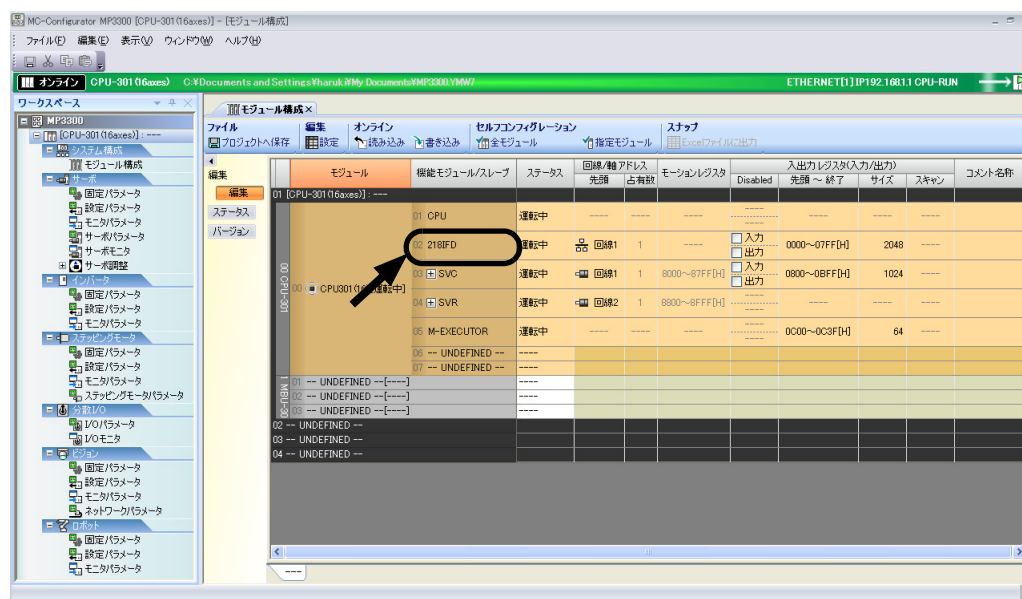 MC-Configurator MP3300 [CPU-301(16axes)] - [モジュール構成]
ファイル(F) 編集(E) 表示(V) ウィンドウ(W) ヘルプ(H)
オンライン CPU-301(16axes) C:¥Documents and Settings¥haruk¥My Documents¥MP3300.YMW7 ETHERNET[1] IP192.168.1.1 CPU-RUN
ワークスペース
MP3300
[CPU-301(16axes)] : ----
システム構成
モジュール構成
サーボ
固定パラメータ
設定パラメータ
モニタパラメータ
サーボパラメータ
サーボモニタ
サーボ調整
インバータ
固定パラメータ
設定パラメータ
モニタパラメータ
ステッピングモータ
固定パラメータ
設定パラメータ
モニタパラメータ
ステッピングモータパラメータ
分散I/O
I/Oパラメータ
I/Oモニタ
ビジョン
固定パラメータ
設定パラメータ
モニタパラメータ
ネットワークパラメータ
ロボット
固定パラメータ
設定パラメータ
モニタパラメータ
モジュール構成×
ファイル 編集 オンライン セルフコンフィグレーション スナップ
プロジェクトへ保存 設定 読み込み 書き込み 全モジュール 指定モジュール Excelファイルに出力
編集
編集
ステータス
バージョン
モジュール 機能モジュール/スレーブ ステータス 回線/軸アドレス モーションレジスタ 入出力レジスタ(入力/出力) コメント名称
先頭 占有数 Disabled 先頭 ～ 終了 サイズ スキャン
01 [CPU-301(16axes)] : ----
00 CPU-301
00 CPU301(16 運転中]
01 CPU 運転中 ---- ---- ---- ---- ---- ---- ----
02 218IFD 運転中 回線1 1 ---- 入力 出力 0000～07FF[H] 2048 ----
03 SVC 運転中 回線1 1 8000～87FF[H] 入力 出力 0800～0BFF[H] 1024 ----
04 SVR 運転中 回線2 1 8800～8FFF[H] ---- ---- ---- ----
05 M-EXECUTOR 運転中 ---- ---- ---- ---- 0C00～0C3F[H] 64 ----
06 -- UNDEFINED -- ----
07 -- UNDEFINED -- ----
1 MBU-30
01 -- UNDEFINED --[----] ----
02 -- UNDEFINED --[----] ----
03 -- UNDEFINED --[----] ----
02 -- UNDEFINED --
03 -- UNDEFINED --
04 -- UNDEFINED --
---